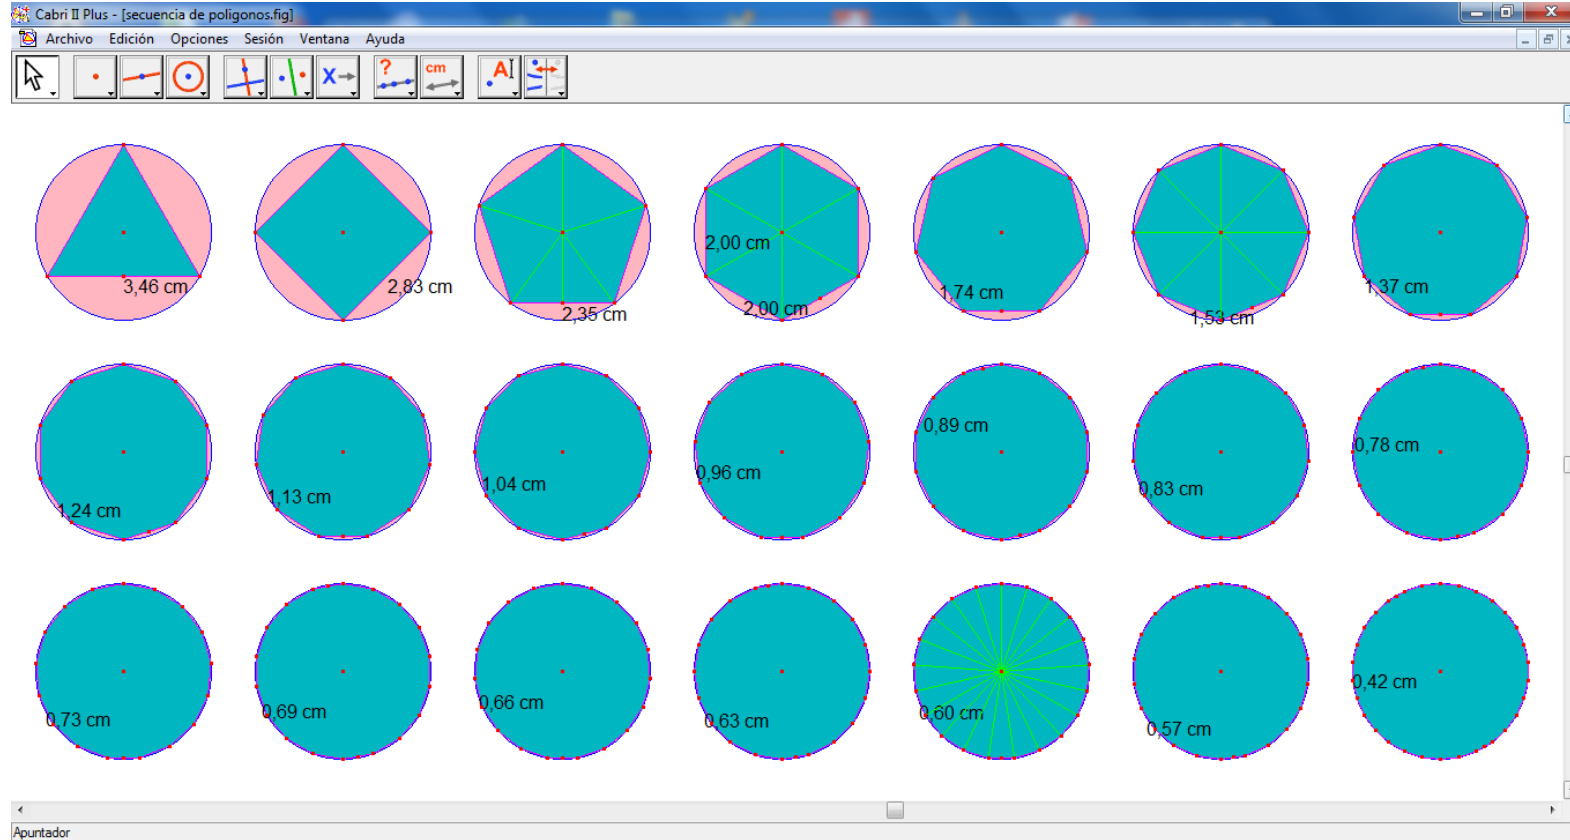 Cabri II Plus - [secuencia de poligonos.fig]
Archivo Edición Opciones Sesión Ventana Ayuda
? cm A
X
3,46 cm
2,83 cm
2,35 cm
2,00 cm
2,00 cm
1,74 cm
1,53 cm
1,37 cm
1,24 cm
1,13 cm
1,04 cm
0,96 cm
0,89 cm
0,83 cm
0,78 cm
0,73 cm
0,69 cm
0,66 cm
0,63 cm
0,60 cm
0,57 cm
0,42 cm
Apuntador